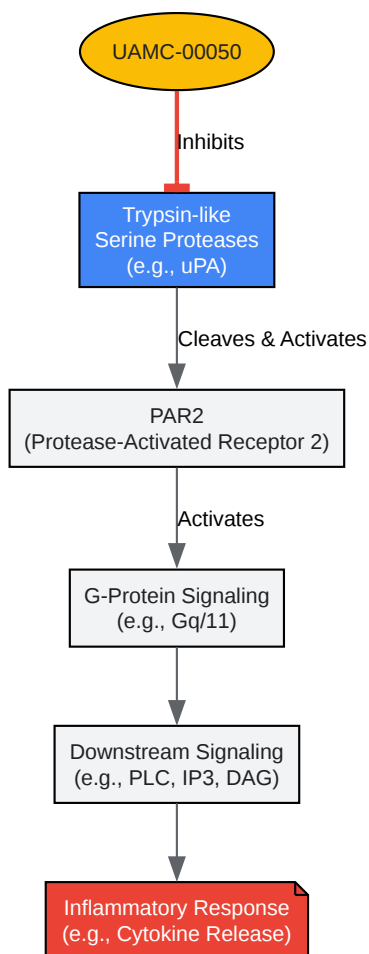 UAMC-00050
Inhibits
Trypsin-like
Serine Proteases
(e.g., uPA)
Cleaves & Activates
PAR2
(Protease-Activated Receptor 2)
Activates
G-Protein Signaling
(e.g., Gq/11)
Downstream Signaling
(e.g., PLC, IP3, DAG)
Inflammatory Response
(e.g., Cytokine Release)